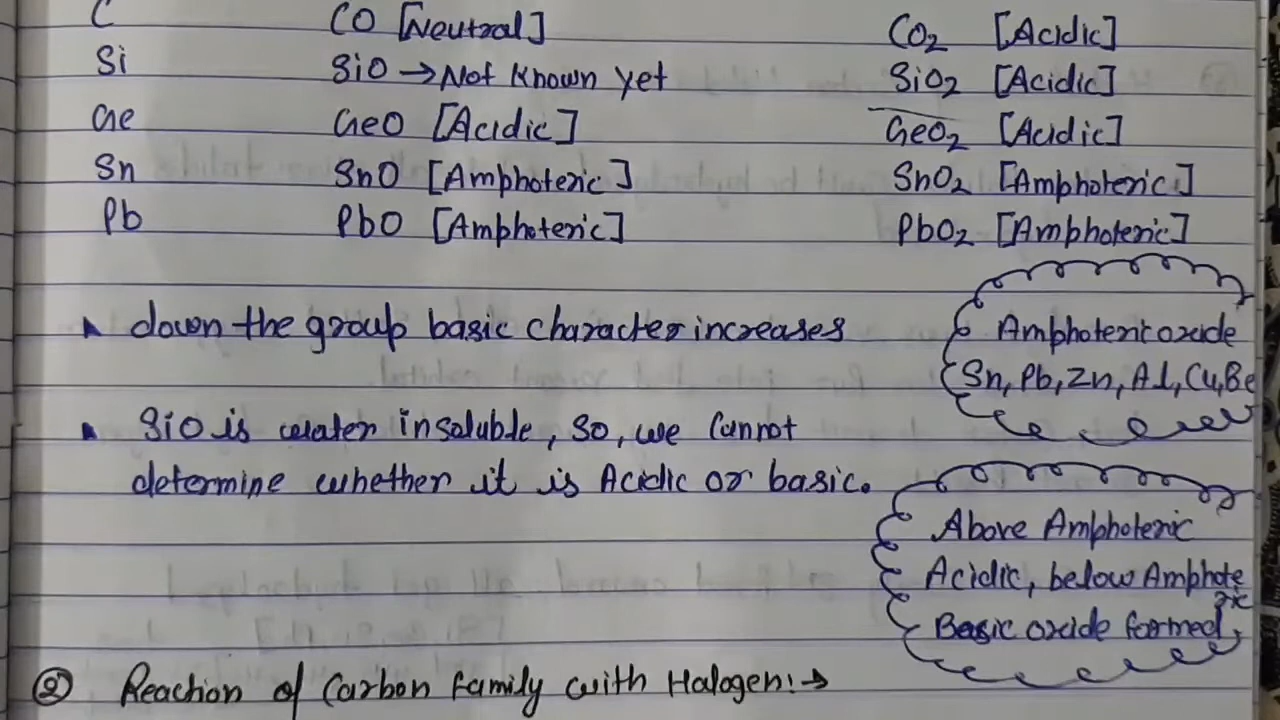 C CO [Neutral] CO2 [Acidic]
Si SiO → Not Known yet SiO2 [Acidic]
Ge GeO [Acidic] GeO2 [Acidic]
Sn SnO [Amphoteric] SnO2 [Amphoteric]
Pb PbO [Amphoteric] PbO2 [Amphoteric]
down the group basic character increases
Amphoteric oxide
Sn, Pb, Zn, Al, Cu, Be
SiO is water insoluble, so, we Cannot
determine whether it is Acidic or basic.
Above Amphoteric
Acidic, below Amphoteric
Basic oxide formed,
② Reaction of Carbon family with Halogen:→